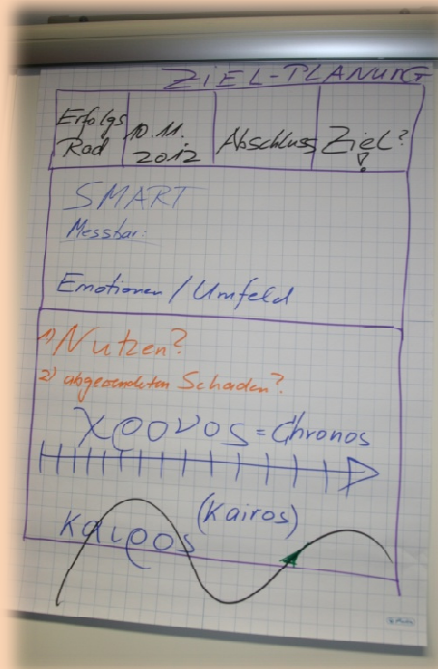 ZIEL-PLANUNG
Erfolgs Rad
10.11. 2012
Abschluss
Ziel?!
SMART
Messbar:
Emotionen / Umfeld
1) Nutzen?
2) abgewendeten Schaden?
χρονος = Chronos
(Kairos)
Kαιρος